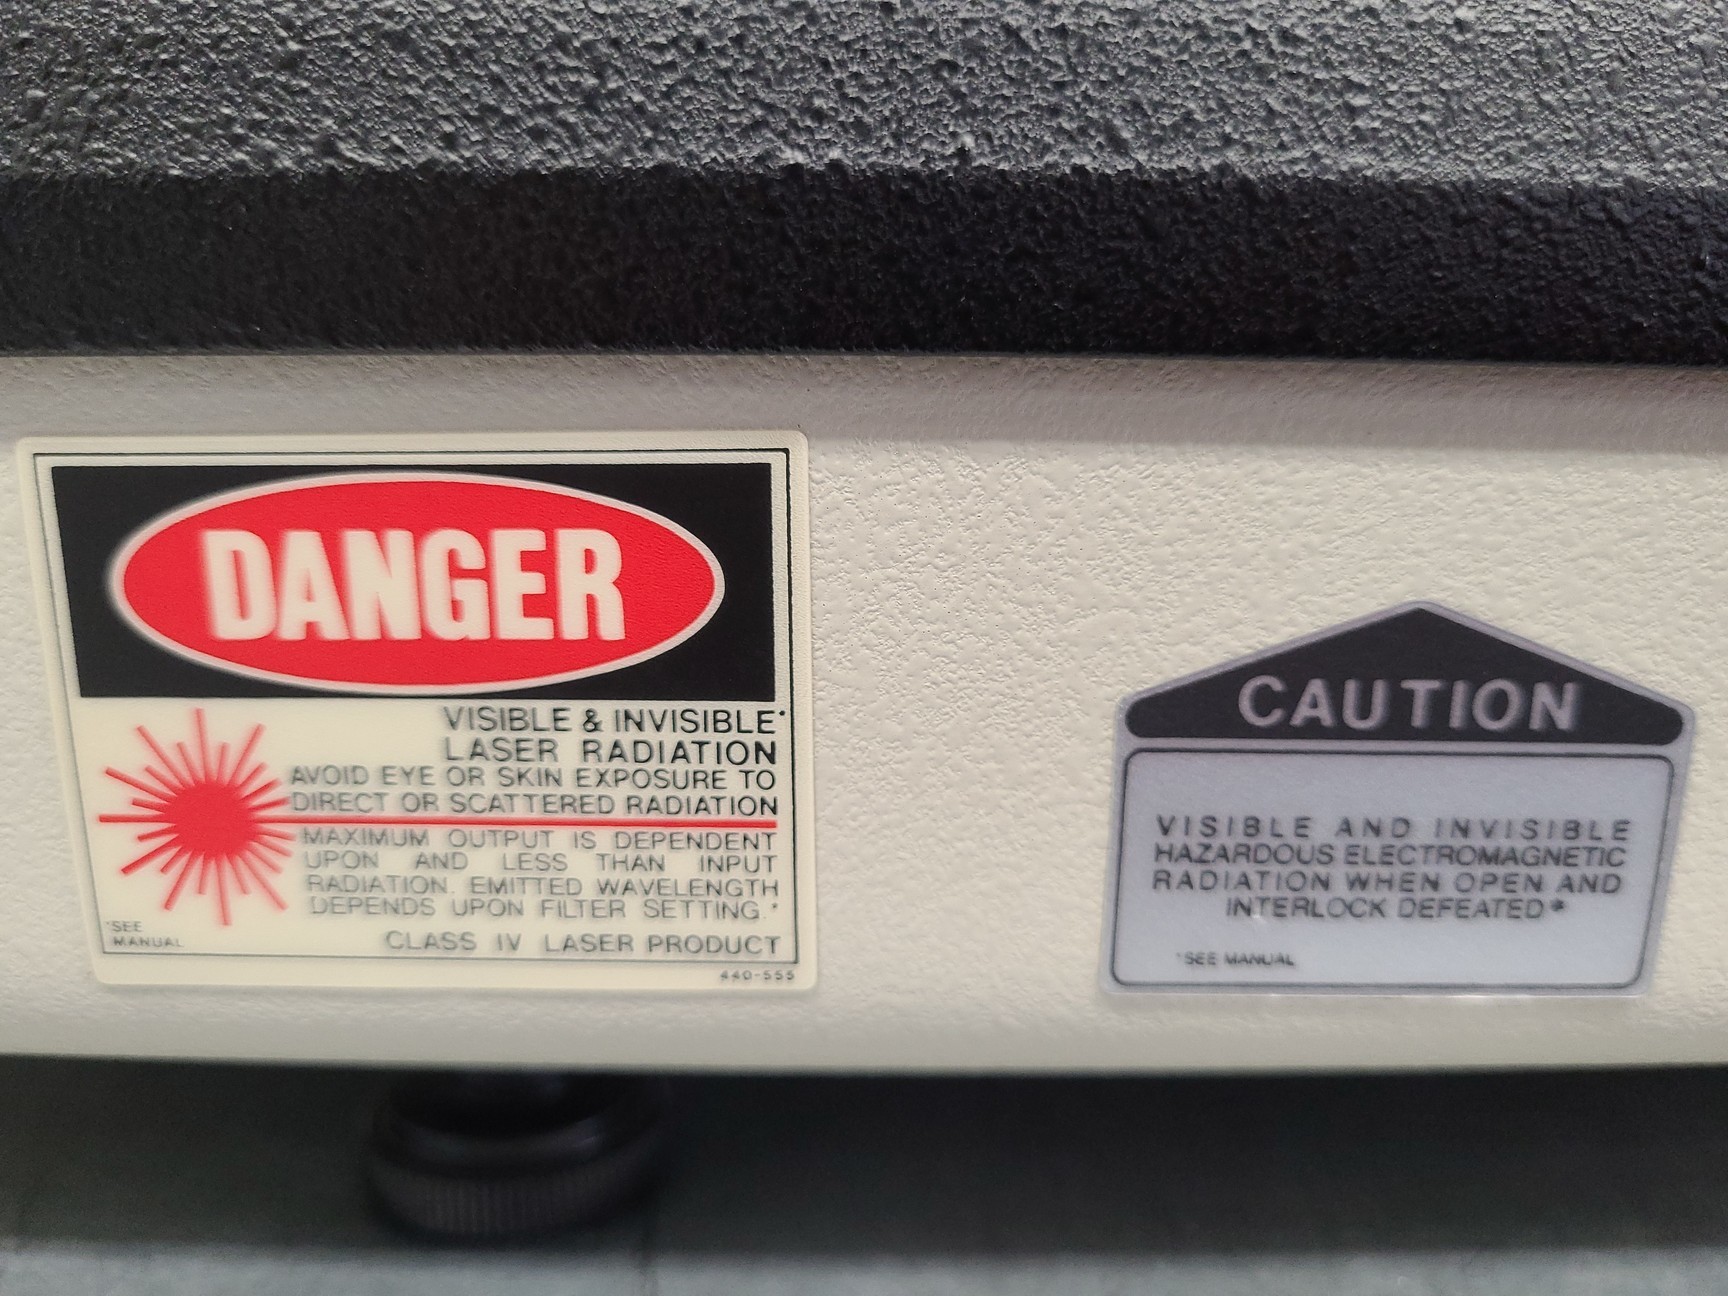 DANGER
VISIBLE & INVISIBLE*
LASER RADIATION
AVOID EYE OR SKIN EXPOSURE TO
DIRECT OR SCATTERED RADIATION
MAXIMUM OUTPUT IS DEPENDENT
UPON AND LESS THAN INPUT
RADIATION. EMITTED WAVELENGTH
DEPENDS UPON FILTER SETTING.*
*SEE
MANUAL
CLASS IV LASER PRODUCT
440-555
CAUTION
VISIBLE AND INVISIBLE
HAZARDOUS ELECTROMAGNETIC
RADIATION WHEN OPEN AND
INTERLOCK DEFEATED*
*SEE MANUAL